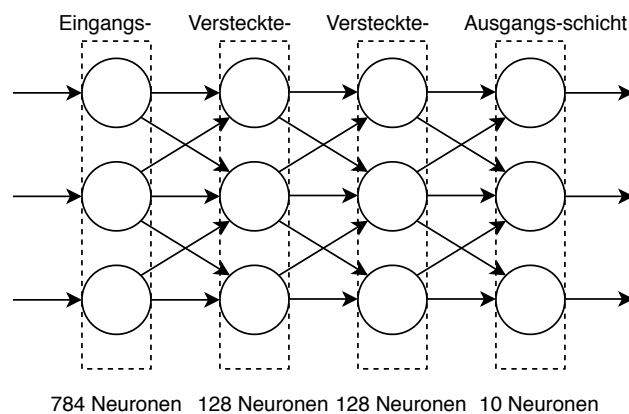 Eingangs- Versteckte- Versteckte- Ausgangs-schicht
784 Neuronen 128 Neuronen 128 Neuronen 10 Neuronen